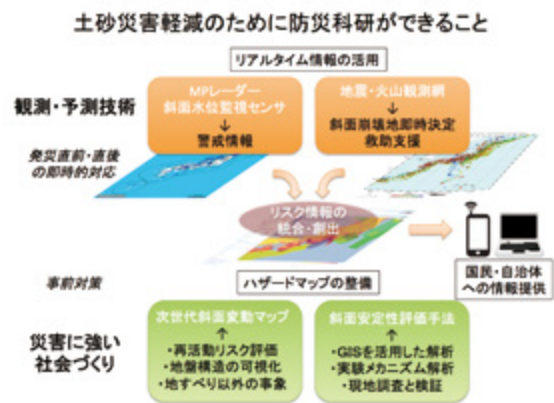 土砂災害軽減のために防災科研ができること
リアルタイム情報の活用
観測・予測技術
MPレーダー
斜面水位監視センサ
↓
警戒情報
地震・火山観測網
↓
斜面崩壊地即時決定
救助支援
発災直前・直後
の即時的対応
リスク情報の
統合・創出
国民・自治体
への情報提供
事前対策
ハザードマップの整備
災害に強い
社会づくり
次世代斜面変動マップ
↑
・再活動リスク評価
・地盤構造の可視化
・地すべり以外の事象
斜面安定性評価手法
↑
・GISを活用した解析
・実験メカニズム解析
・現地調査と検証